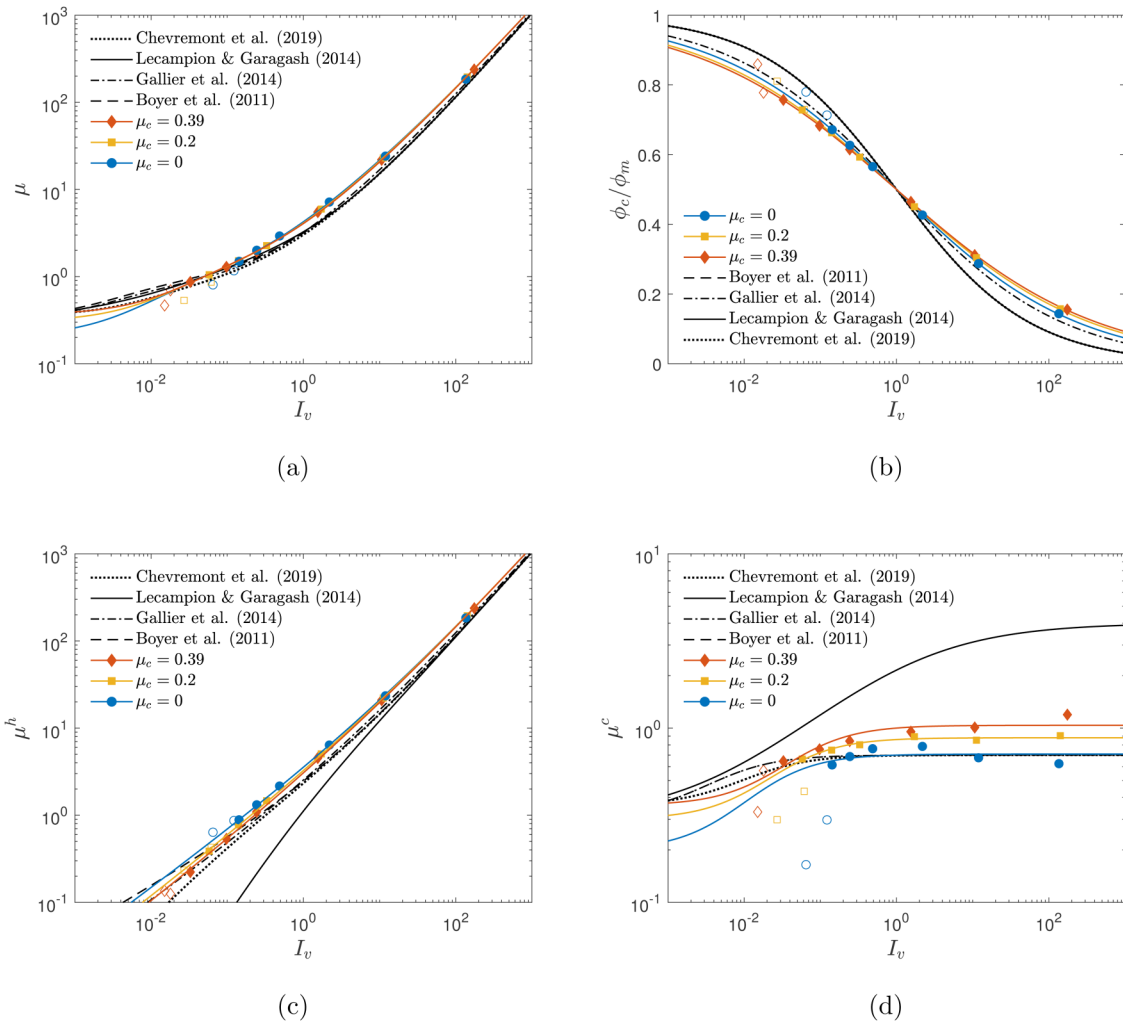 10^3
10^2
10^1
10^0
10^-1
μ
Chevremont et al. (2019)
Lecampion & Garagash (2014)
Gallier et al. (2014)
Boyer et al. (2011)
μ_c = 0.39
μ_c = 0.2
μ_c = 0
10^-2
10^0
10^2
I_v
(a)
1
0.8
0.6
0.4
0.2
0
ϕ_c/ϕ_m
μ_c = 0
μ_c = 0.2
μ_c = 0.39
Boyer et al. (2011)
Gallier et al. (2014)
Lecampion & Garagash (2014)
Chevremont et al. (2019)
10^-2
10^0
10^2
I_v
(b)
10^3
10^2
10^1
10^0
10^-1
μ^h
Chevremont et al. (2019)
Lecampion & Garagash (2014)
Gallier et al. (2014)
Boyer et al. (2011)
μ_c = 0.39
μ_c = 0.2
μ_c = 0
10^-2
10^0
10^2
I_v
(c)
10^1
10^0
10^-1
μ^c
Chevremont et al. (2019)
Lecampion & Garagash (2014)
Gallier et al. (2014)
Boyer et al. (2011)
μ_c = 0.39
μ_c = 0.2
μ_c = 0
10^-2
10^0
10^2
I_v
(d)